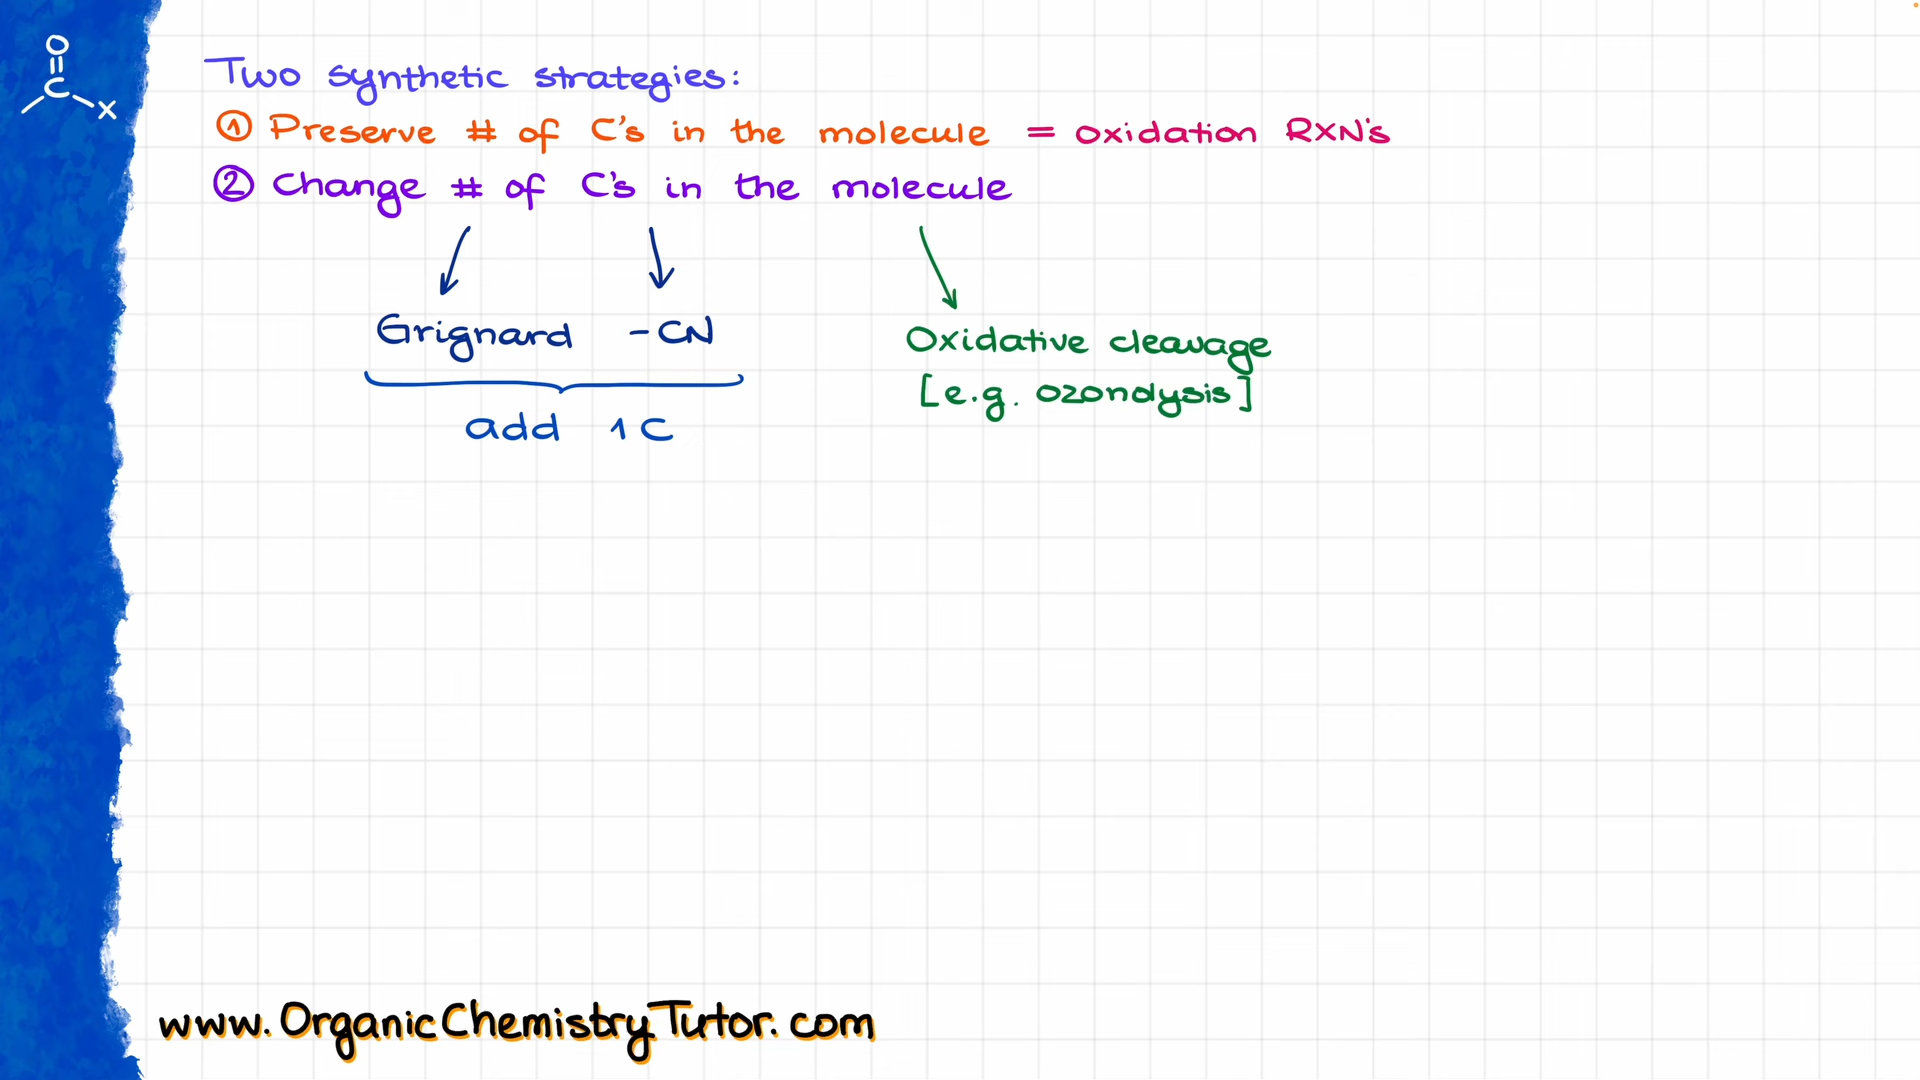 O
C
X
Two synthetic strategies:
① Preserve # of C's in the molecule = oxidation RXN's
② Change # of C's in the molecule
Grignard -CN
add 1 C
Oxidative cleavage
[e.g. ozonolysis]
www.OrganicChemistryTutor.com